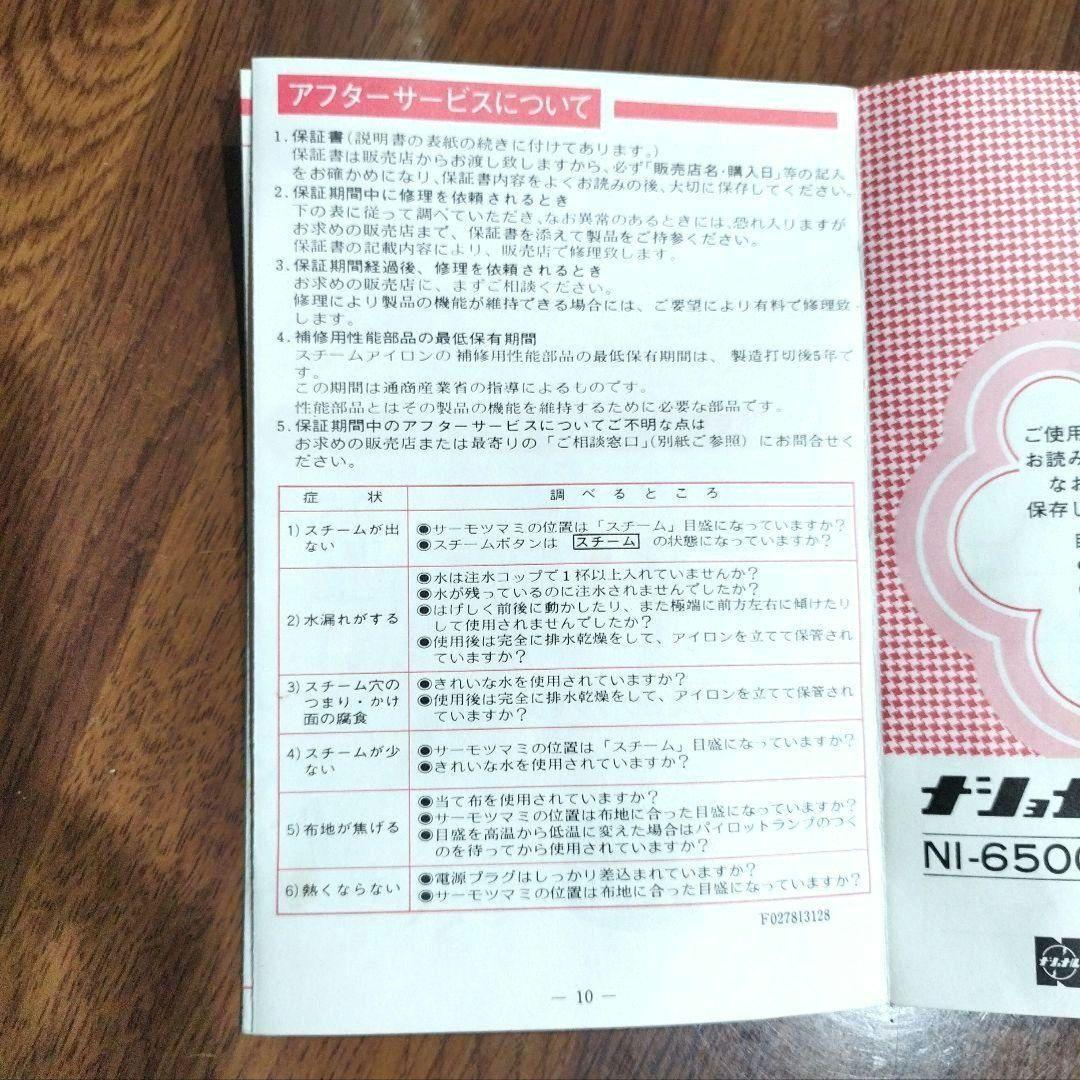 アフターサービスについて
1.保証書(説明書の表紙の続きに付けてあります。)
保証書は販売店からお渡し致しますから、必ず「販売店名・購入日」等の記入
をお確かめになり、保証書内容をよくお読みの後、大切に保存してください。
2.保証期間中に修理を依頼されるとき
下の表に従って調べていただき、なお異常のあるときには、恐れ入りますが
お求めの販売店まで、保証書を添えて製品をご持参ください。
保証書の記載内容により、販売店で修理致します。
3.保証期間経過後、修理を依頼されるとき
お求めの販売店に、まずご相談ください。
修理により製品の機能が維持できる場合には、ご要望により有料で修理致
します。
4.補修用性能部品の最低保有期間
スチームアイロンの補修用性能部品の最低保有期間は、製造打切後5年で
す。
この期間は通商産業省の指導によるものです。
性能部品とはその製品の機能を維持するために必要な部品です。
5.保証期間中のアフターサービスについてご不明な点は
お求めの販売店または最寄りの「ご相談窓口」(別紙ご参照)にお問合せく
ださい。
症 状 調べるところ
1)スチームが出
ない
●サーモツマミの位置は「スチーム」目盛になっていますか?
●スチームボタンは スチーム の状態になっていますか?
2)水漏れがする
●水は注水コップで1杯以上入れていませんか?
●水が残っているのに注水されませんでしたか?
●はげしく前後に動かしたり、また極端に前方左右に傾けたり
して使用されませんでしたか?
●使用後は完全に排水乾燥をして、アイロンを立てて保管され
ていますか?
3)スチーム穴の
つまり・かけ
面の腐食
●きれいな水を使用されていますか?
●使用後は完全に排水乾燥をして、アイロンを立てて保管され
ていますか?
4)スチームが少
ない
●サーモツマミの位置は「スチーム」目盛になっていますか?
●きれいな水を使用されていますか?
5)布地が焦げる
●当て布を使用されていますか?
●サーモツマミの位置は布地に合った目盛になっていますか?
●目盛を高温から低温に変えた場合はパイロットランプのつく
のを待ってから使用されていますか?
6)熱くならない
●電源プラグはしっかり差込まれていますか?
●サーモツマミの位置は布地に合った目盛になっていますか?
F027813128
— 10 —
ご使用
お読み
なお
保存し
ナショナ
NI-650
ナショナル
N